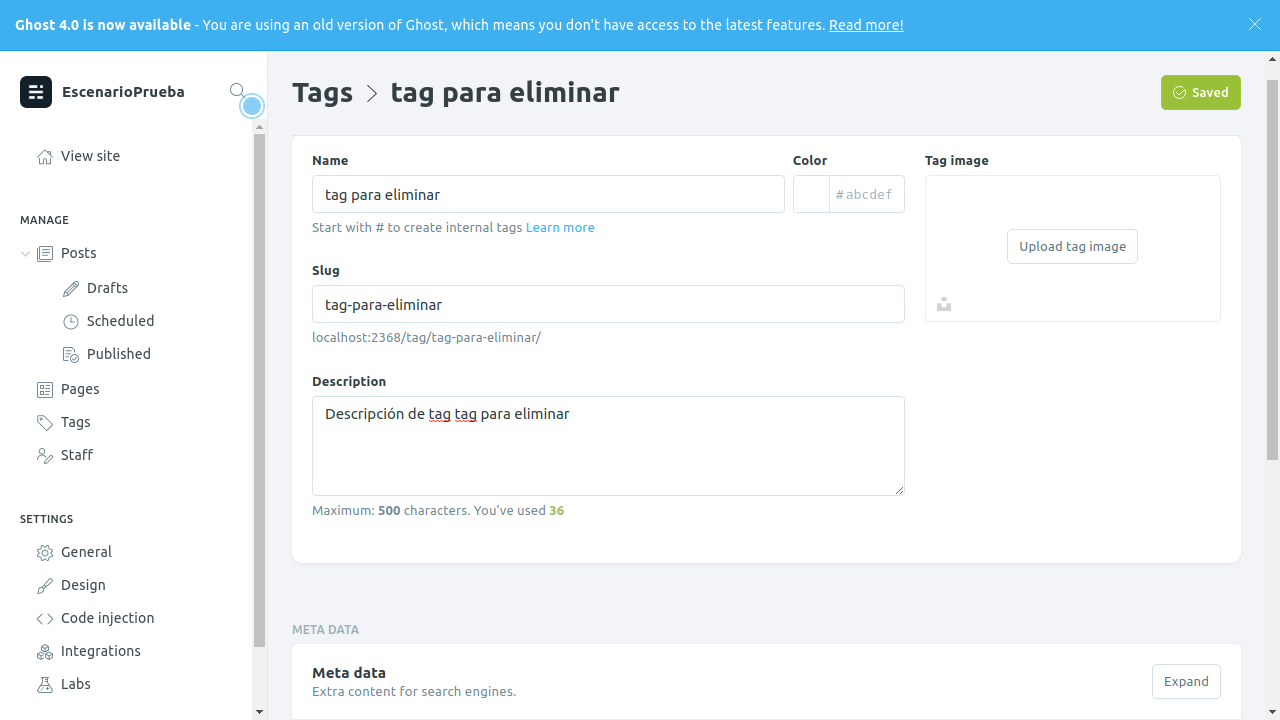 Ghost 4.0 is now available - You are using an old version of Ghost, which means you don't have access to the latest features. Read more!
EscenarioPrueba
View site
MANAGE
Posts
Drafts
Scheduled
Published
Pages
Tags
Staff
SETTINGS
General
Design
Code injection
Integrations
Labs
Tags > tag para eliminar
Saved
Name
tag para eliminar
Start with # to create internal tags Learn more
Color
#abcdef
Slug
tag-para-eliminar
localhost:2368/tag/tag-para-eliminar/
Description
Descripción de tag tag para eliminar
Maximum: 500 characters. You’ve used 36
Tag image
Upload tag image
META DATA
Meta data
Extra content for search engines.
Expand